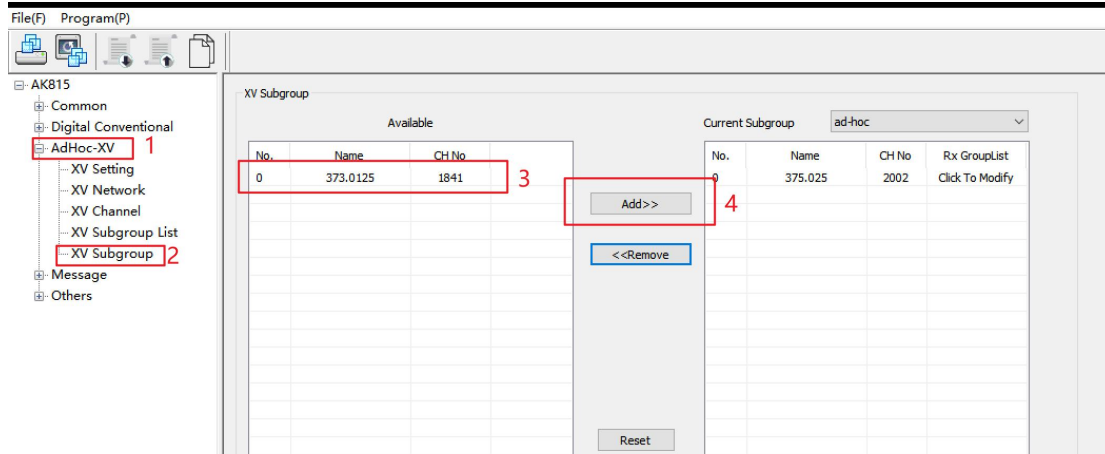 File(F) Program(P)
AK815
Common
Digital Conventional
AdHoc-XV 1
XV Setting
XV Network
XV Channel
XV Subgroup List
XV Subgroup 2
Message
Others
XV Subgroup
Available
No. Name CH No
0 373.0125 1841 3
Add>> 4
<<Remove
Reset
Current Subgroup ad-hoc
No. Name CH No Rx GroupList
0 375.025 2002 Click To Modify